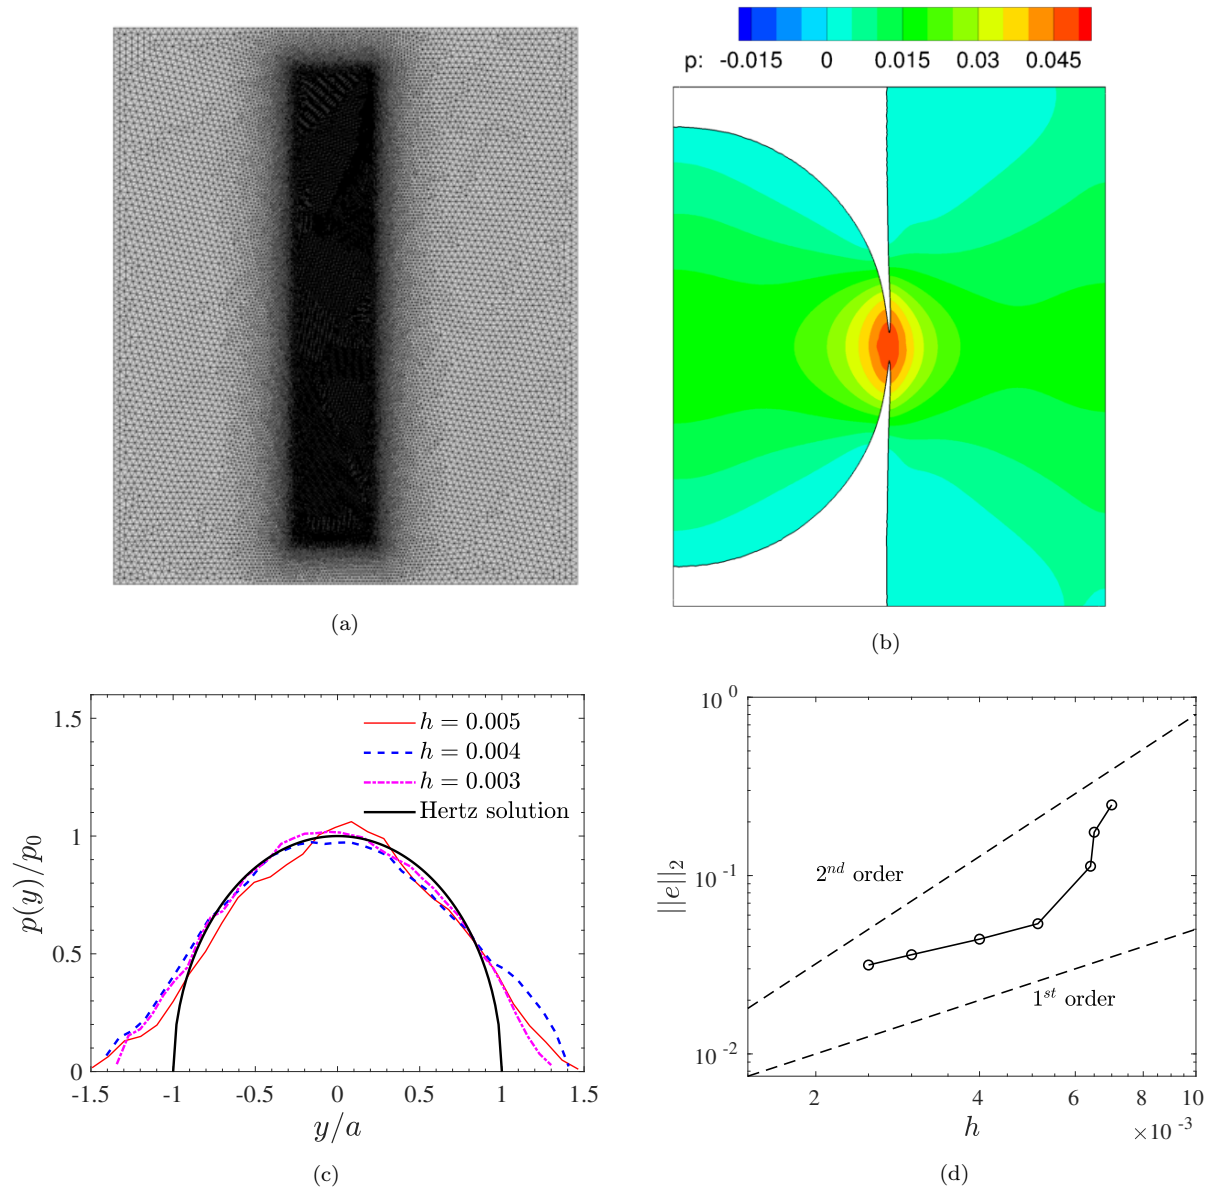 p: -0.015 0 0.015 0.03 0.045
(a)
(b)
1.5
1
0.5
0
-1.5 -1 -0.5 0 0.5 1 1.5
p(y)/p₀
y/a
h = 0.005
h = 0.004
h = 0.003
Hertz solution
(c)
10⁰
10⁻¹
10⁻²
||e||₂
2ⁿᵈ order
1ˢᵗ order
2 4 6 8 10
h
×10⁻³
(d)